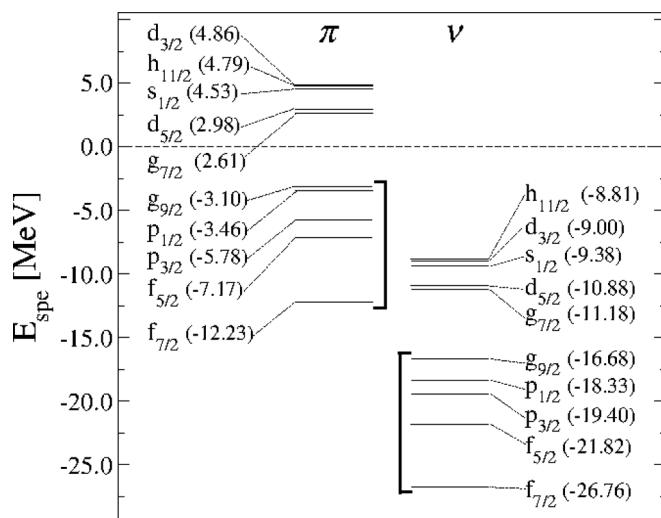 π ν
d3/2 (4.86)
h11/2 (4.79)
s1/2 (4.53)
d5/2 (2.98)
g7/2 (2.61)
g9/2 (-3.10)
p1/2 (-3.46)
p3/2 (-5.78)
f5/2 (-7.17)
f7/2 (-12.23)
h11/2 (-8.81)
d3/2 (-9.00)
s1/2 (-9.38)
d5/2 (-10.88)
g7/2 (-11.18)
g9/2 (-16.68)
p1/2 (-18.33)
p3/2 (-19.40)
f5/2 (-21.82)
f7/2 (-26.76)
5.0
0.0
-5.0
-10.0
-15.0
-20.0
-25.0
Espe [MeV]